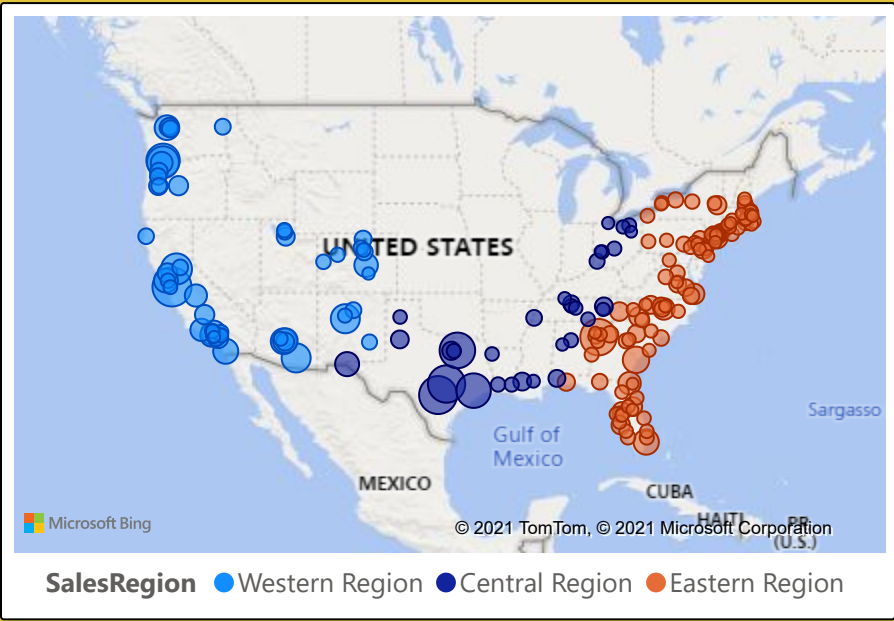 UNITED STATES
Sargasso
Gulf of
Mexico
MEXICO
CUBA
HAITI
P.R.
(U.S.)
Microsoft Bing
© 2021 TomTom, © 2021 Microsoft Corporation
SalesRegion Western Region Central Region Eastern Region